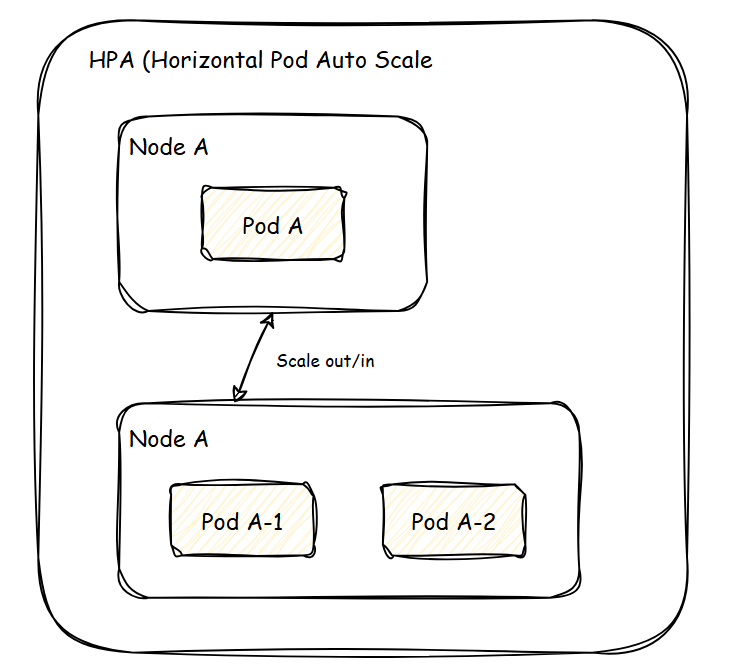 HPA (Horizontal Pod Auto Scale
Node A
Pod A
Scale out/in
Node A
Pod A-1
Pod A-2